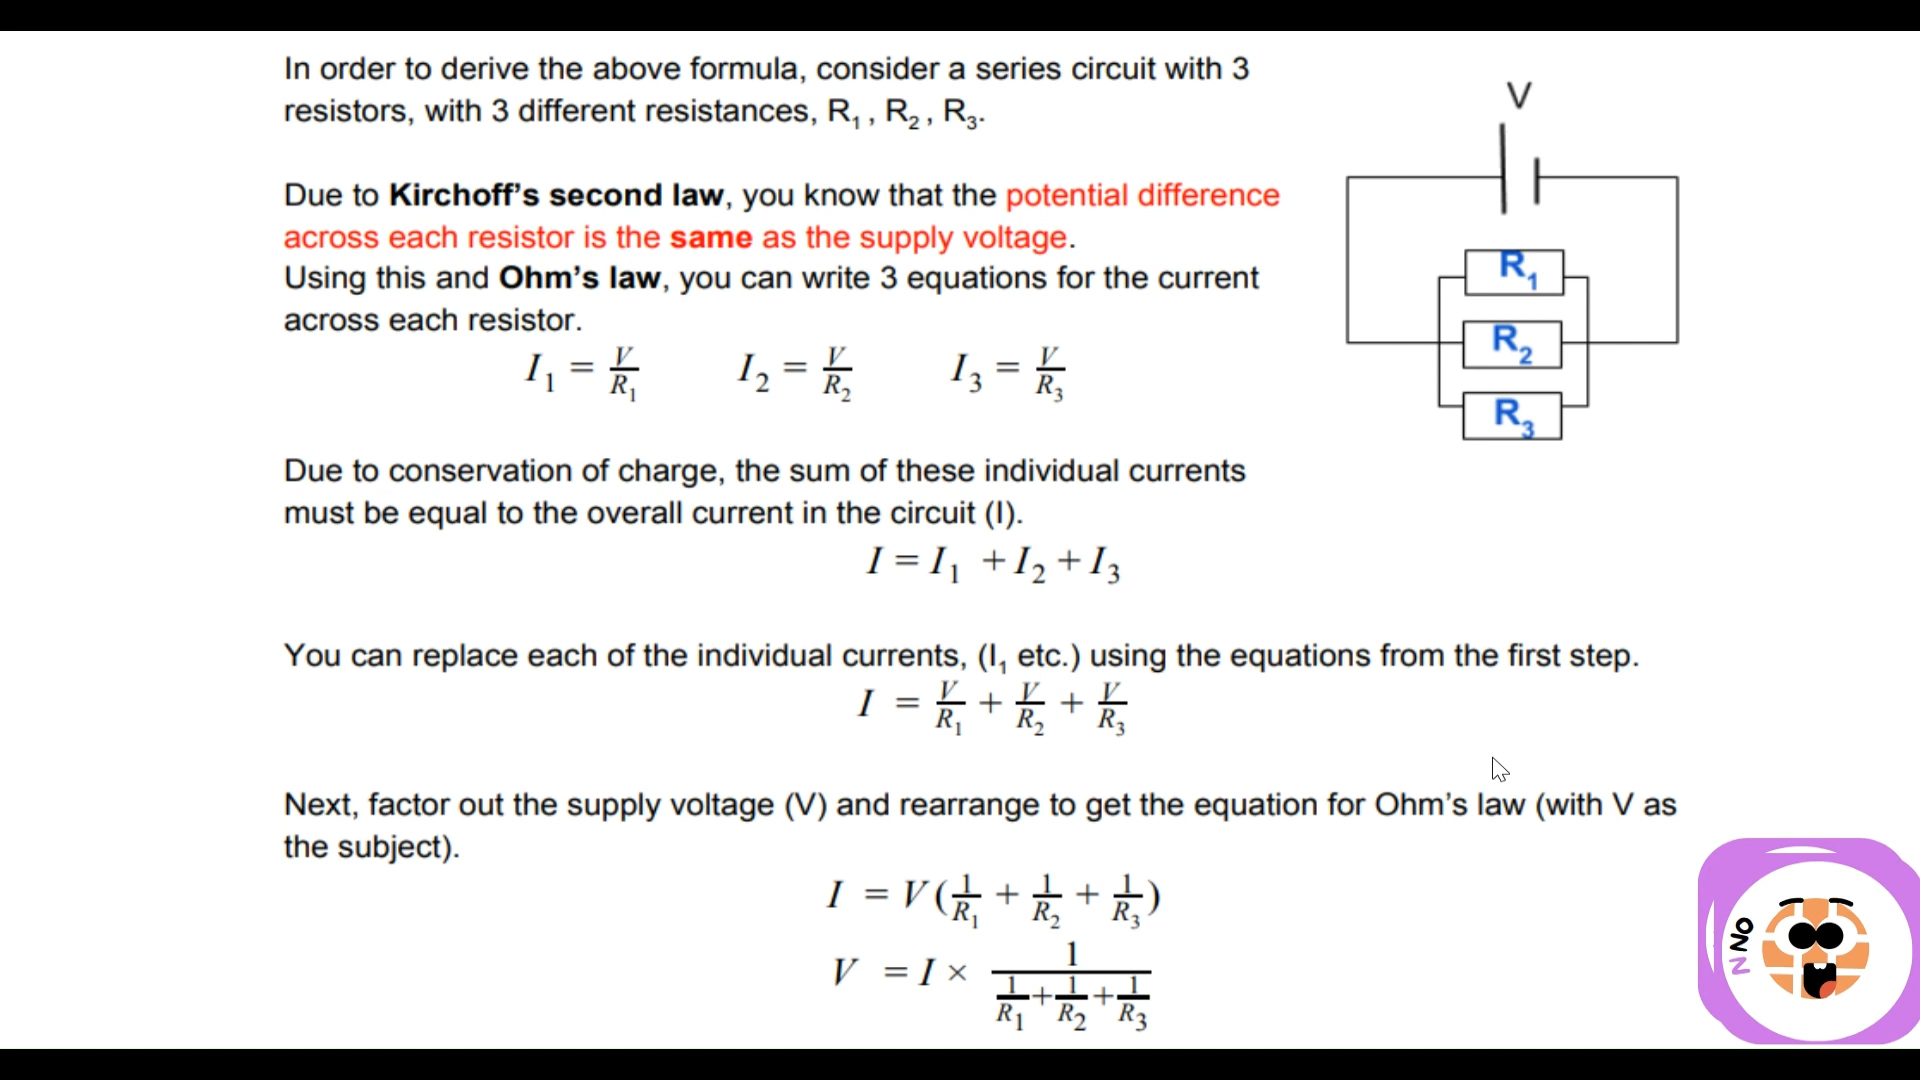 In order to derive the above formula, consider a series circuit with 3
resistors, with 3 different resistances, R₁ , R₂ , R₃.
Due to Kirchoff’s second law, you know that the potential difference
across each resistor is the same as the supply voltage.
Using this and Ohm’s law, you can write 3 equations for the current
across each resistor.
I₁ = V/R₁ I₂ = V/R₂ I₃ = V/R₃
V
R₁
R₂
R₃
Due to conservation of charge, the sum of these individual currents
must be equal to the overall current in the circuit (I).
I = I₁ + I₂ + I₃
You can replace each of the individual currents, (I₁ etc.) using the equations from the first step.
I = V/R₁ + V/R₂ + V/R₃
Next, factor out the supply voltage (V) and rearrange to get the equation for Ohm’s law (with V as
the subject).
I = V(1/R₁ + 1/R₂ + 1/R₃)
V = I × 1/(1/R₁ + 1/R₂ + 1/R₃)
Z NO